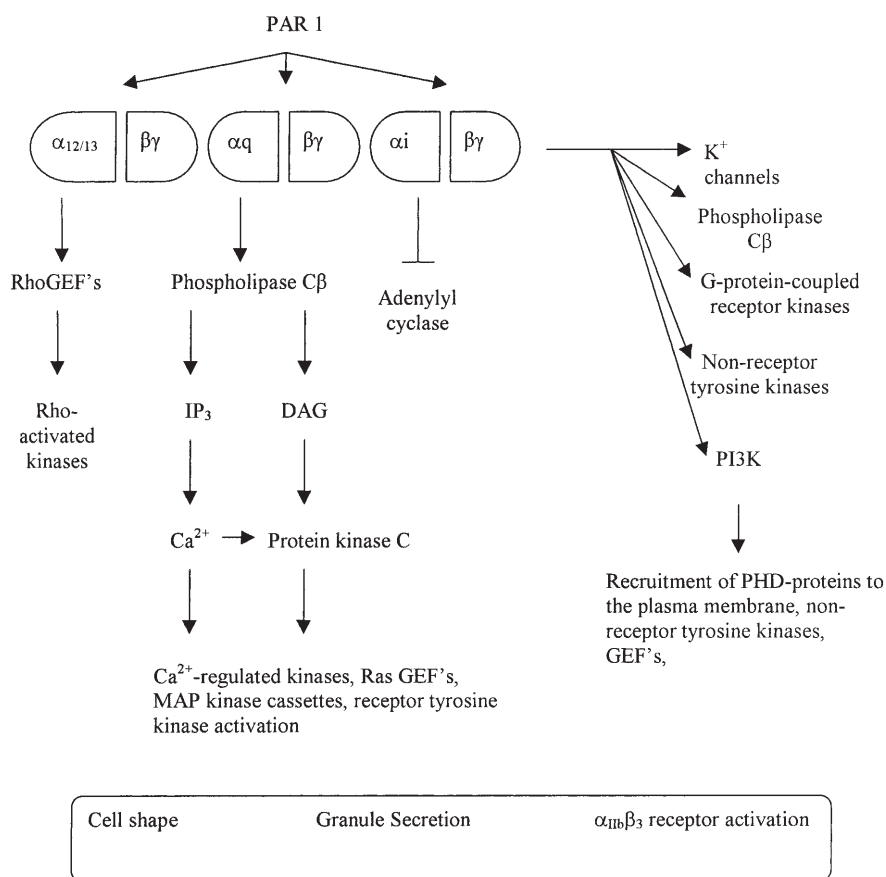 PAR 1
α12/13 βγ αq βγ αi βγ
K+
channels
Phospholipase
Cβ
RhoGEF's Phospholipase Cβ
G-protein-coupled
receptor kinases
Adenylyl
cyclase
Non-receptor
tyrosine kinases
Rho-
activated
kinases
IP3 DAG
PI3K
Ca2+ Protein kinase C
Recruitment of PHD-proteins to
the plasma membrane, non-
receptor tyrosine kinases,
GEF's,
Ca2+-regulated kinases, Ras GEF's,
MAP kinase cassettes, receptor tyrosine
kinase activation
Cell shape Granule Secretion αIIbβ3 receptor activation